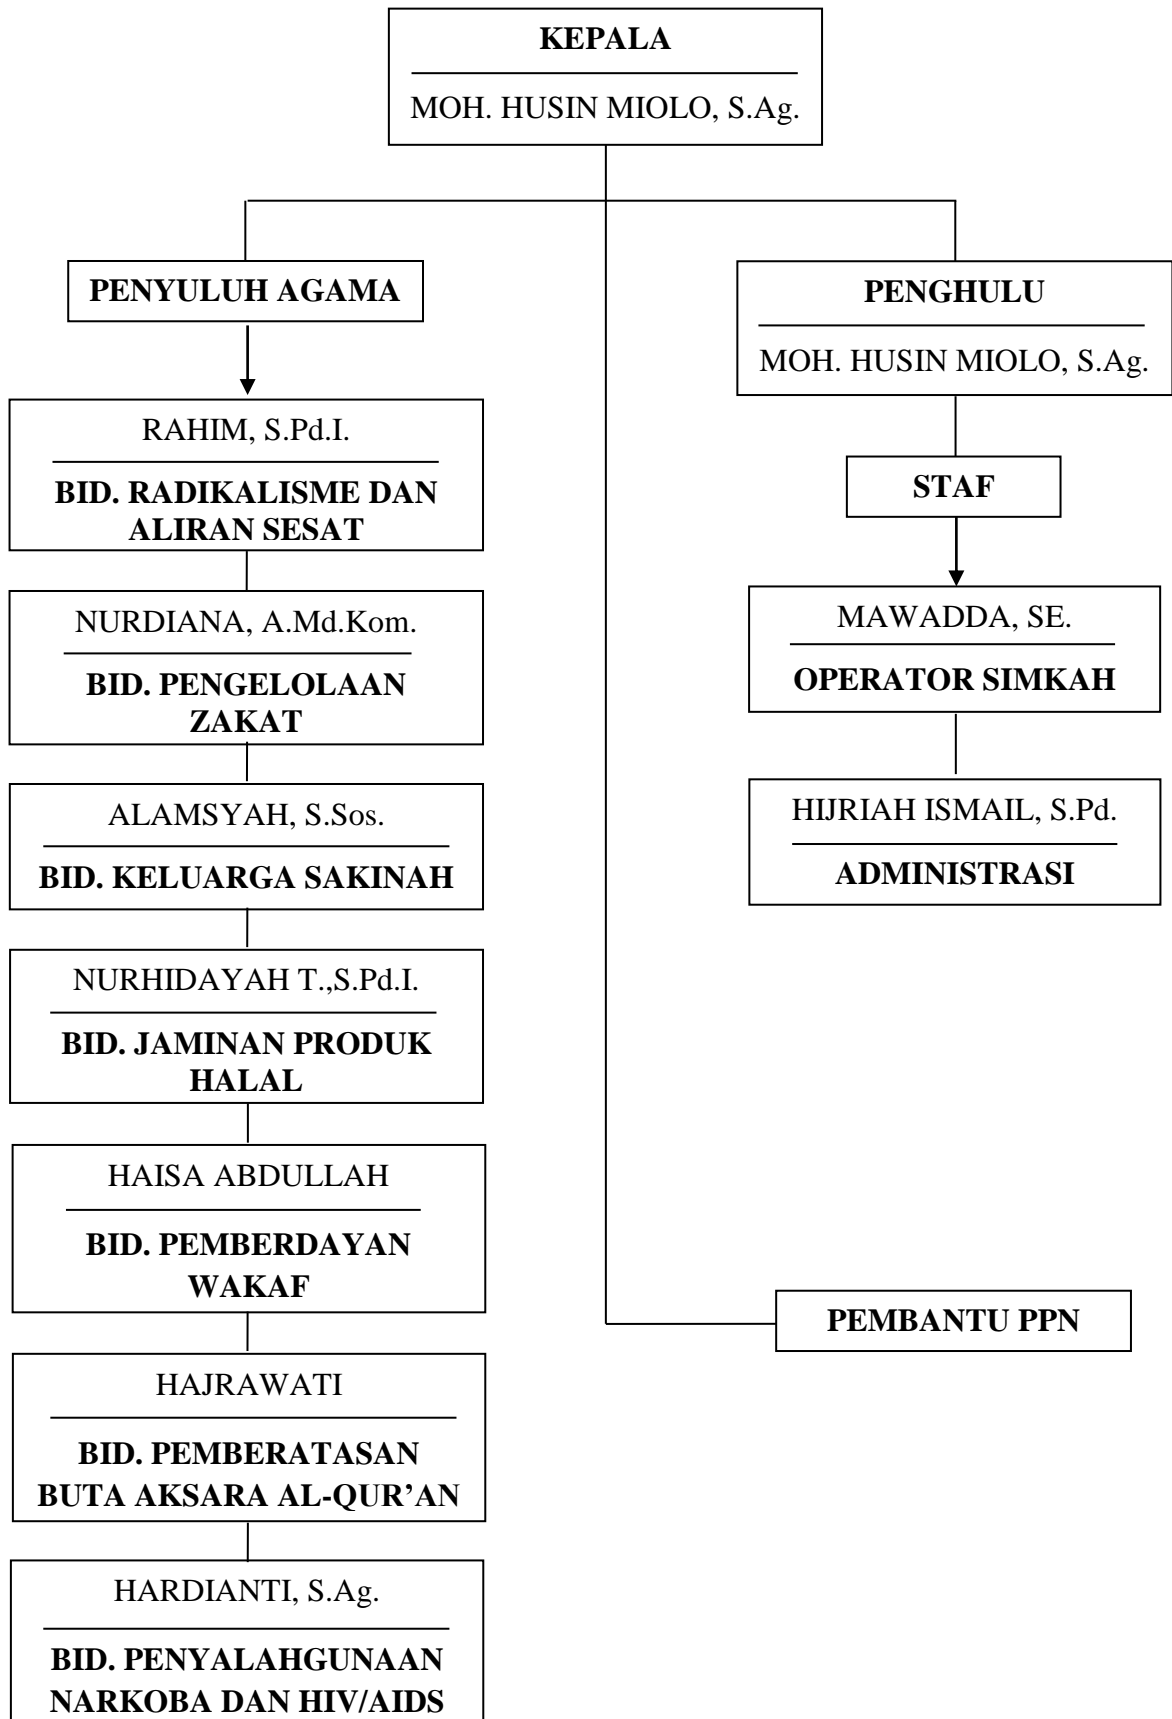 KEPALA
MOH. HUSIN MIOLO, S.Ag.
PENYULUH AGAMA
RAHIM, S.Pd.I.
BID. RADIKALISME DAN
ALIRAN SESAT
NURDIANA, A.Md.Kom.
BID. PENGELOLAAN
ZAKAT
ALAMSYAH, S.Sos.
BID. KELUARGA SAKINAH
NURHIDAYAH T.,S.Pd.I.
BID. JAMINAN PRODUK
HALAL
HAISA ABDULLAH
BID. PEMBERDAYAN
WAKAF
HAJRAWATI
BID. PEMBERATASAN
BUTA AKSARA AL-QUR’AN
HARDIANTI, S.Ag.
BID. PENYALAHGUNAAN
NARKOBA DAN HIV/AIDS
PENGHULU
MOH. HUSIN MIOLO, S.Ag.
STAF
MAWADDA, SE.
OPERATOR SIMKAH
HIJRIAH ISMAIL, S.Pd.
ADMINISTRASI
PEMBANTU PPN